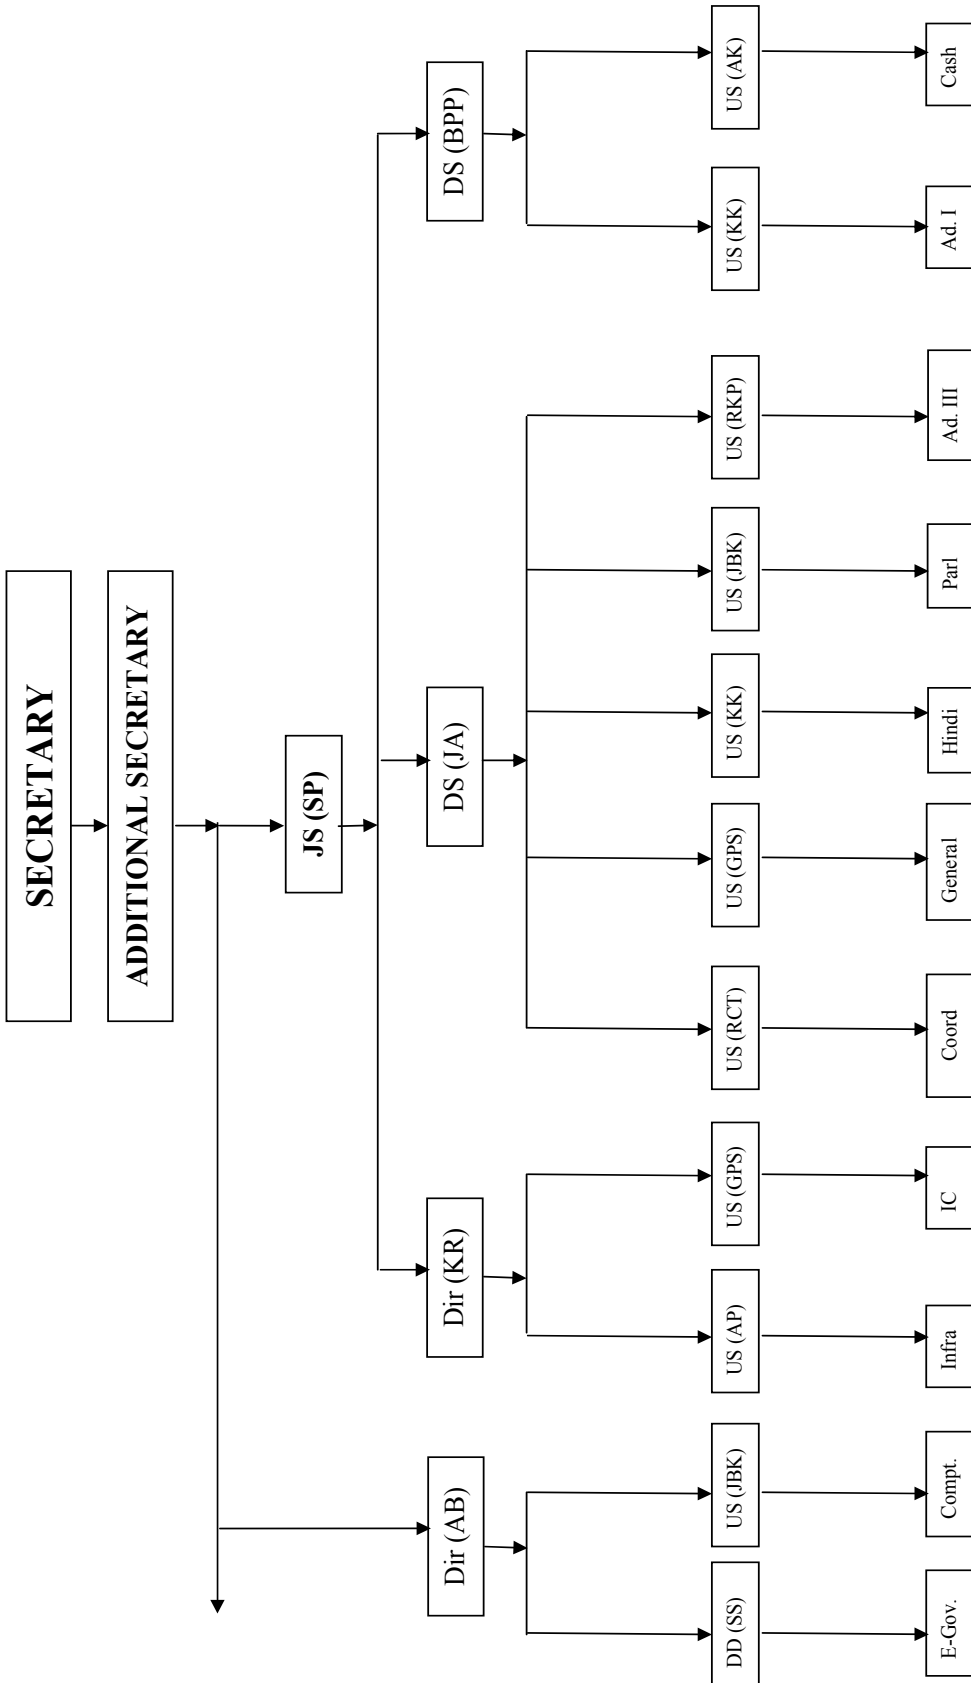 SECRETARY
ADDITIONAL SECRETARY
JS (SP)
Dir (AB)
Dir (KR)
DS (JA)
DS (BPP)
DD (SS)
US (JBK)
US (AP)
US (GPS)
US (RCT)
US (GPS)
US (KK)
US (JBK)
US (RKP)
US (KK)
US (AK)
E-Gov.
Compt.
Infra
IC
Coord
General
Hindi
Parl
Ad. III
Ad. I
Cash